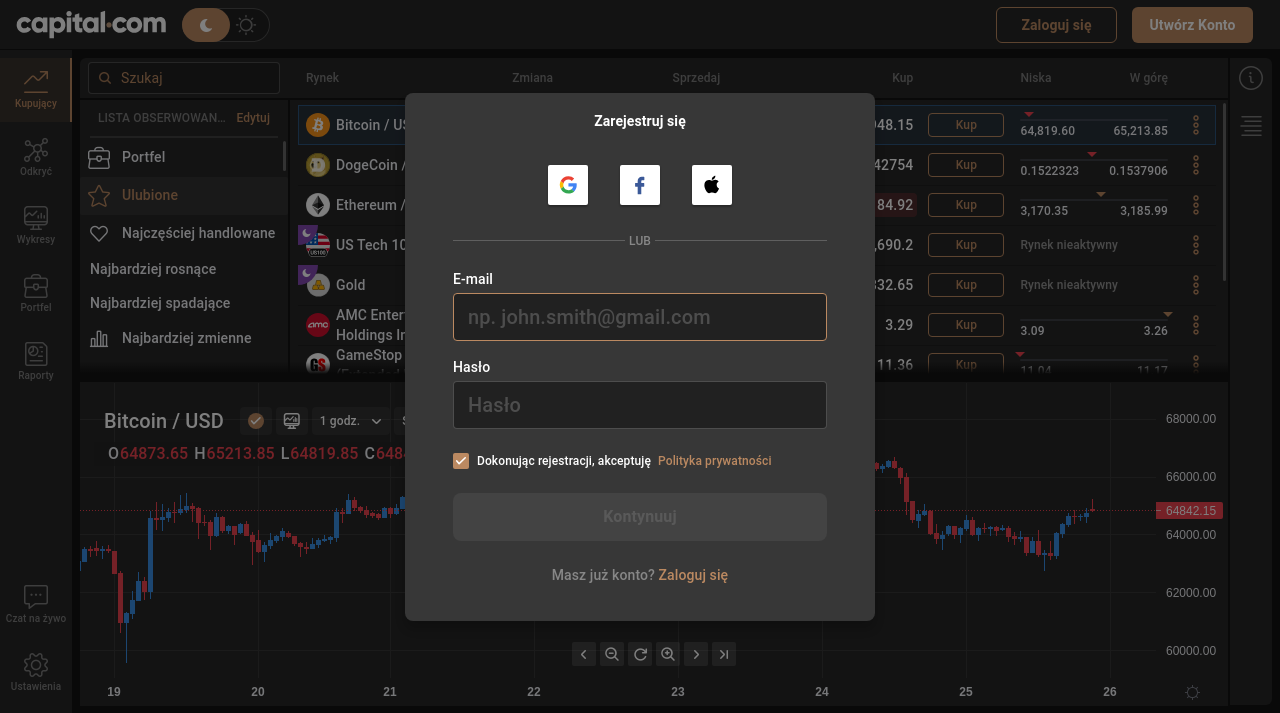 capital.com
Zaloguj się
Utwórz Konto
Kupujący
Odkryć
Wykresy
Portfel
Raporty
Czat na żywo
Ustawienia
Szukaj
LISTA OBSERWOWAN... Edytuj
Portfel
Ulubione
Najczęściej handlowane
Najbardziej rosnące
Najbardziej spadające
Najbardziej zmienne
Rynek Zmiana Sprzedaj Kup Niska W górę
Bitcoin / US 048.15 Kup 64,819.60 65,213.85
DogeCoin / 42754 Kup 0.1522323 0.1537906
Ethereum / 84.92 Kup 3,170.35 3,185.99
US Tech 10 ,690.2 Kup Rynek nieaktywny
Gold 332.65 Kup Rynek nieaktywny
AMC Enter
Holdings In 3.29 Kup 3.09 3.26
GameStop 11.36 Kup 11.04 11.17
Zarejestruj się
LUB
E-mail
np. john.smith@gmail.com
Hasło
Hasło
Dokonując rejestracji, akceptuję Polityka prywatności
Kontynuuj
Masz już konto? Zaloguj się
Bitcoin / USD 1 godz.
O64873.65 H65213.85 L64819.85 C648
68000.00
66000.00
64842.15
64000.00
62000.00
60000.00
19 20 21 22 23 24 25 26